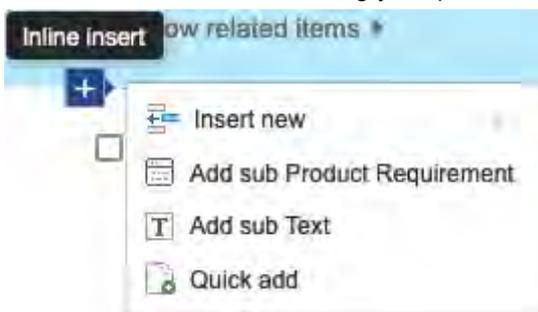 Inline insert
ow related items
Insert new
Add sub Product Requirement
T Add sub Text
Quick add